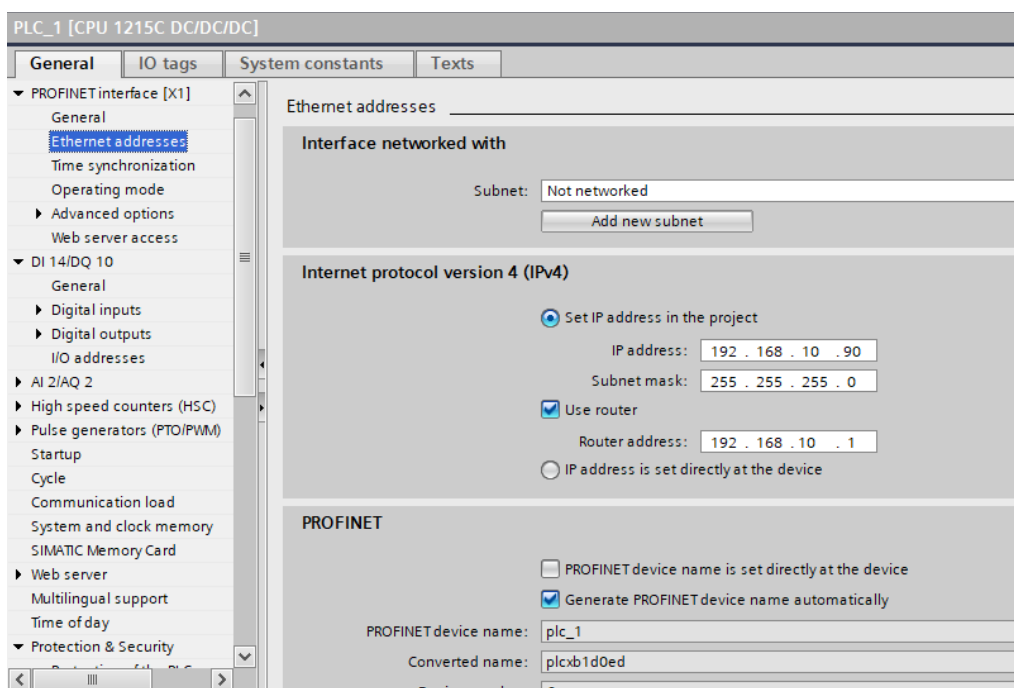 PLC_1 [CPU 1215C DC/DC/DC]
General IO tags System constants Texts
PROFINET interface [X1]
General
Ethernet addresses
Time synchronization
Operating mode
Advanced options
Web server access
DI 14/DQ 10
General
Digital inputs
Digital outputs
I/O addresses
AI 2/AQ 2
High speed counters (HSC)
Pulse generators (PTO/PWM)
Startup
Cycle
Communication load
System and clock memory
SIMATIC Memory Card
Web server
Multilingual support
Time of day
Protection & Security
Ethernet addresses
Interface networked with
Subnet: Not networked
Add new subnet
Internet protocol version 4 (IPv4)
Set IP address in the project
IP address: 192 . 168 . 10 . 90
Subnet mask: 255 . 255 . 255 . 0
Use router
Router address: 192 . 168 . 10 . 1
IP address is set directly at the device
PROFINET
PROFINET device name is set directly at the device
Generate PROFINET device name automatically
PROFINET device name: plc_1
Converted name: plcxb1d0ed